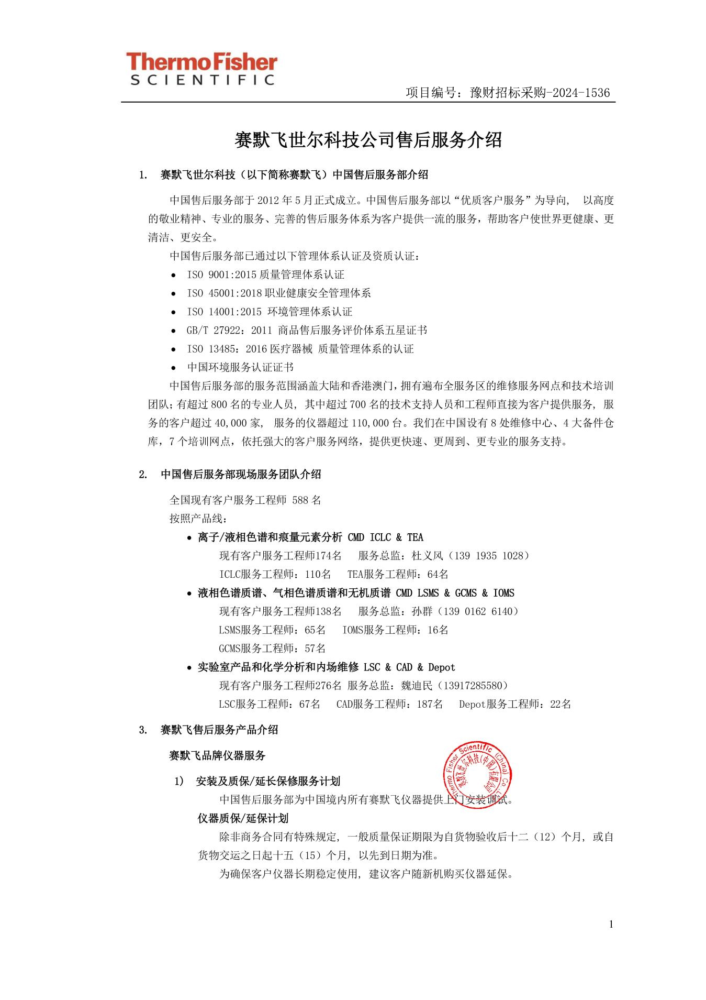 ThermoFisher
SCIENTIFIC
项目编号：豫财招标采购-2024-1536
赛默飞世尔科技公司售后服务介绍
1. 赛默飞世尔科技（以下简称赛默飞）中国售后服务部介绍
中国售后服务部于 2012 年 5 月正式成立。中国售后服务部以“优质客户服务”为导向， 以高度
的敬业精神、专业的服务、完善的售后服务体系为客户提供一流的服务，帮助客户使世界更健康、更
清洁、更安全。
中国售后服务部已通过以下管理体系认证及资质认证：
● ISO 9001:2015 质量管理体系认证
● ISO 45001:2018 职业健康安全管理体系
● ISO 14001:2015 环境管理体系认证
● GB/T 27922：2011 商品售后服务评价体系五星证书
● ISO 13485：2016 医疗器械 质量管理体系的认证
● 中国环境服务认证证书
中国售后服务部的服务范围涵盖大陆和香港澳门，拥有遍布全服务区的维修服务网点和技术培训
团队；有超过 800 名的专业人员, 其中超过 700 名的技术支持人员和工程师直接为客户提供服务, 服
务的客户超过 40,000 家， 服务的仪器超过 110,000 台。我们在中国设有 8 处维修中心、4 大备件仓
库，7 个培训网点，依托强大的客户服务网络，提供更快速、更周到、更专业的服务支持。
2. 中国售后服务部现场服务团队介绍
全国现有客户服务工程师 588 名
按照产品线：
● 离子/液相色谱和痕量元素分析 CMD ICLC & TEA
现有客户服务工程师174名 服务总监：杜义风（139 1935 1028）
ICLC服务工程师：110名 TEA服务工程师：64名
● 液相色谱质谱、气相色谱质谱和无机质谱 CMD LSMS & GCMS & IOMS
现有客户服务工程师138名 服务总监：孙群（139 0162 6140）
LSMS服务工程师：65名 IOMS服务工程师：16名
GCMS服务工程师：57名
● 实验室产品和化学分析和内场维修 LSC & CAD & Depot
现有客户服务工程师276名 服务总监：魏迪民（13917285580）
LSC服务工程师：67名 CAD服务工程师：187名 Depot服务工程师：22名
3. 赛默飞售后服务产品介绍
赛默飞品牌仪器服务
Thermo Fisher Scientific (China) Co., L
赛默飞世尔科技(中国)有限公司
1) 安装及质保/延长保修服务计划
中国售后服务部为中国境内所有赛默飞仪器提供上门安装调试。
仪器质保/延保计划
除非商务合同有特殊规定, 一般质量保证期限为自货物验收后十二（12）个月, 或自
货物交运之日起十五（15）个月, 以先到日期为准。
为确保客户仪器长期稳定使用, 建议客户随新机购买仪器延保。
1